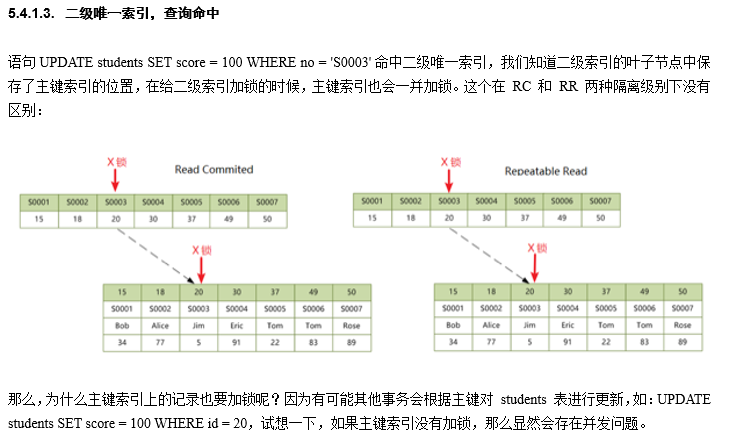 5.4.1.3. 二级唯一索引，查询命中
语句 UPDATE students SET score = 100 WHERE no = 'S0003' 命中二级唯一索引，我们知道二级索引的叶子节点中保
存了主键索引的位置，在给二级索引加锁的时候，主键索引也会一并加锁。这个在 RC 和 RR 两种隔离级别下没有
区别：
X 锁
Read Commited
S0001 S0002 S0003 S0004 S0005 S0006 S0007
15 18 20 30 37 49 50
X 锁
15 18 20 30 37 49 50
S0001 S0002 S0003 S0004 S0005 S0006 S0007
Bob Alice Jim Eric Tom Tom Rose
34 77 5 91 22 83 89
X 锁
Repeatable Read
S0001 S0002 S0003 S0004 S0005 S0006 S0007
15 18 20 30 37 49 50
X 锁
15 18 20 30 37 49 50
S0001 S0002 S0003 S0004 S0005 S0006 S0007
Bob Alice Jim Eric Tom Tom Rose
34 77 5 91 22 83 89
那么，为什么主键索引上的记录也要加锁呢？因为有可能其他事务会根据主键对 students 表进行更新，如：UPDATE
students SET score = 100 WHERE id = 20，试想一下，如果主键索引没有加锁，那么显然会存在并发问题。